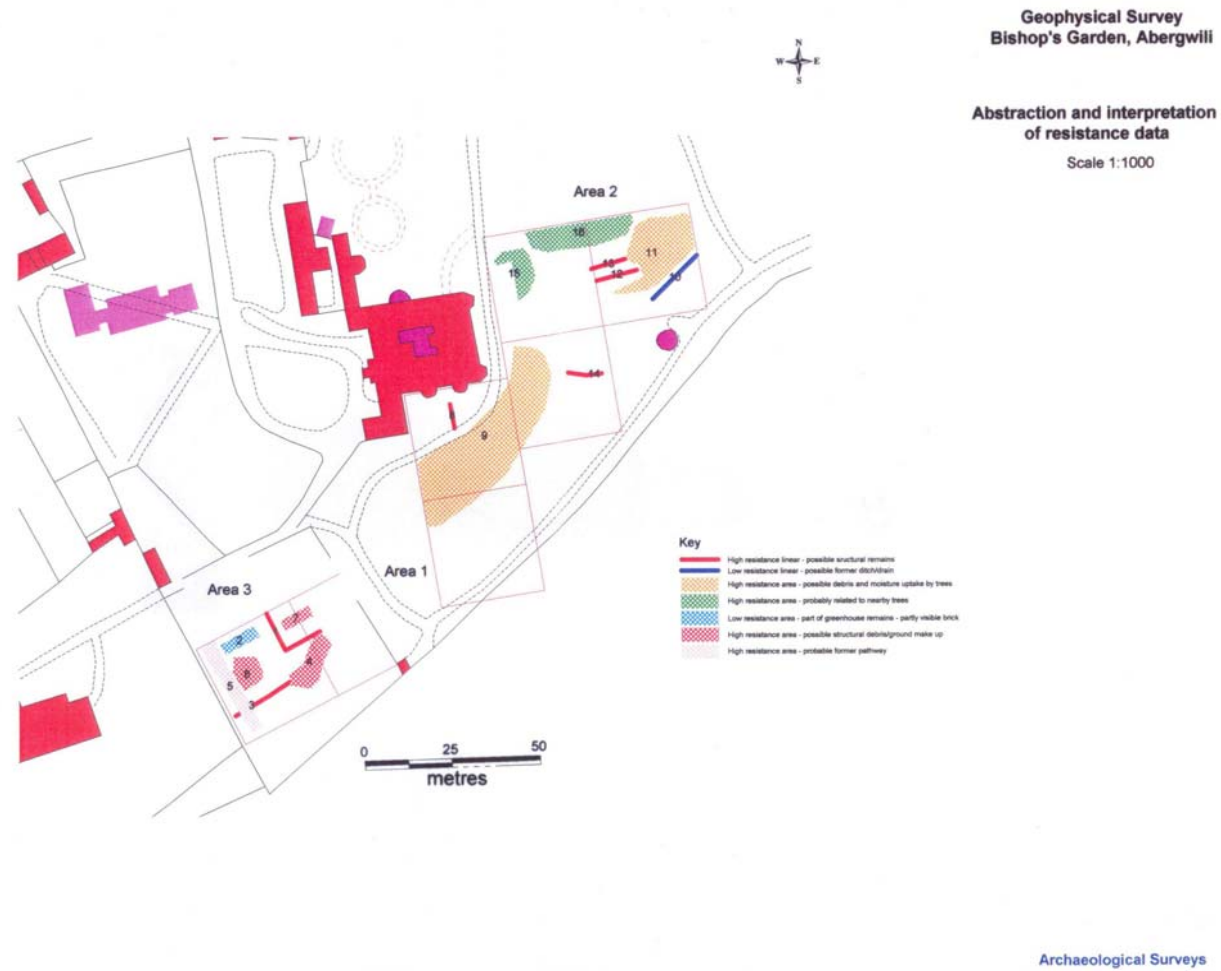 Geophysical Survey
Bishop's Garden, Abergwili
N
W E
S
Abstraction and interpretation
of resistance data
Scale 1:1000
Area 2
16
11
13
15
12
10
14
8
9
Area 1
Area 3
7
2
4
6
5
3
Key
High resistance linear - possible sructural remains
Low resistance linear - possible former ditch/drain
High resistance area - possible debris and moisture uptake by trees
High resistance area - probably related to nearby trees
Low resistance area - part of greenhouse remains - partly visible brick
High resistance area - possible structural debris/ground make up
High resistance area - probable former pathway
0 25 50
metres
Archaeological Surveys